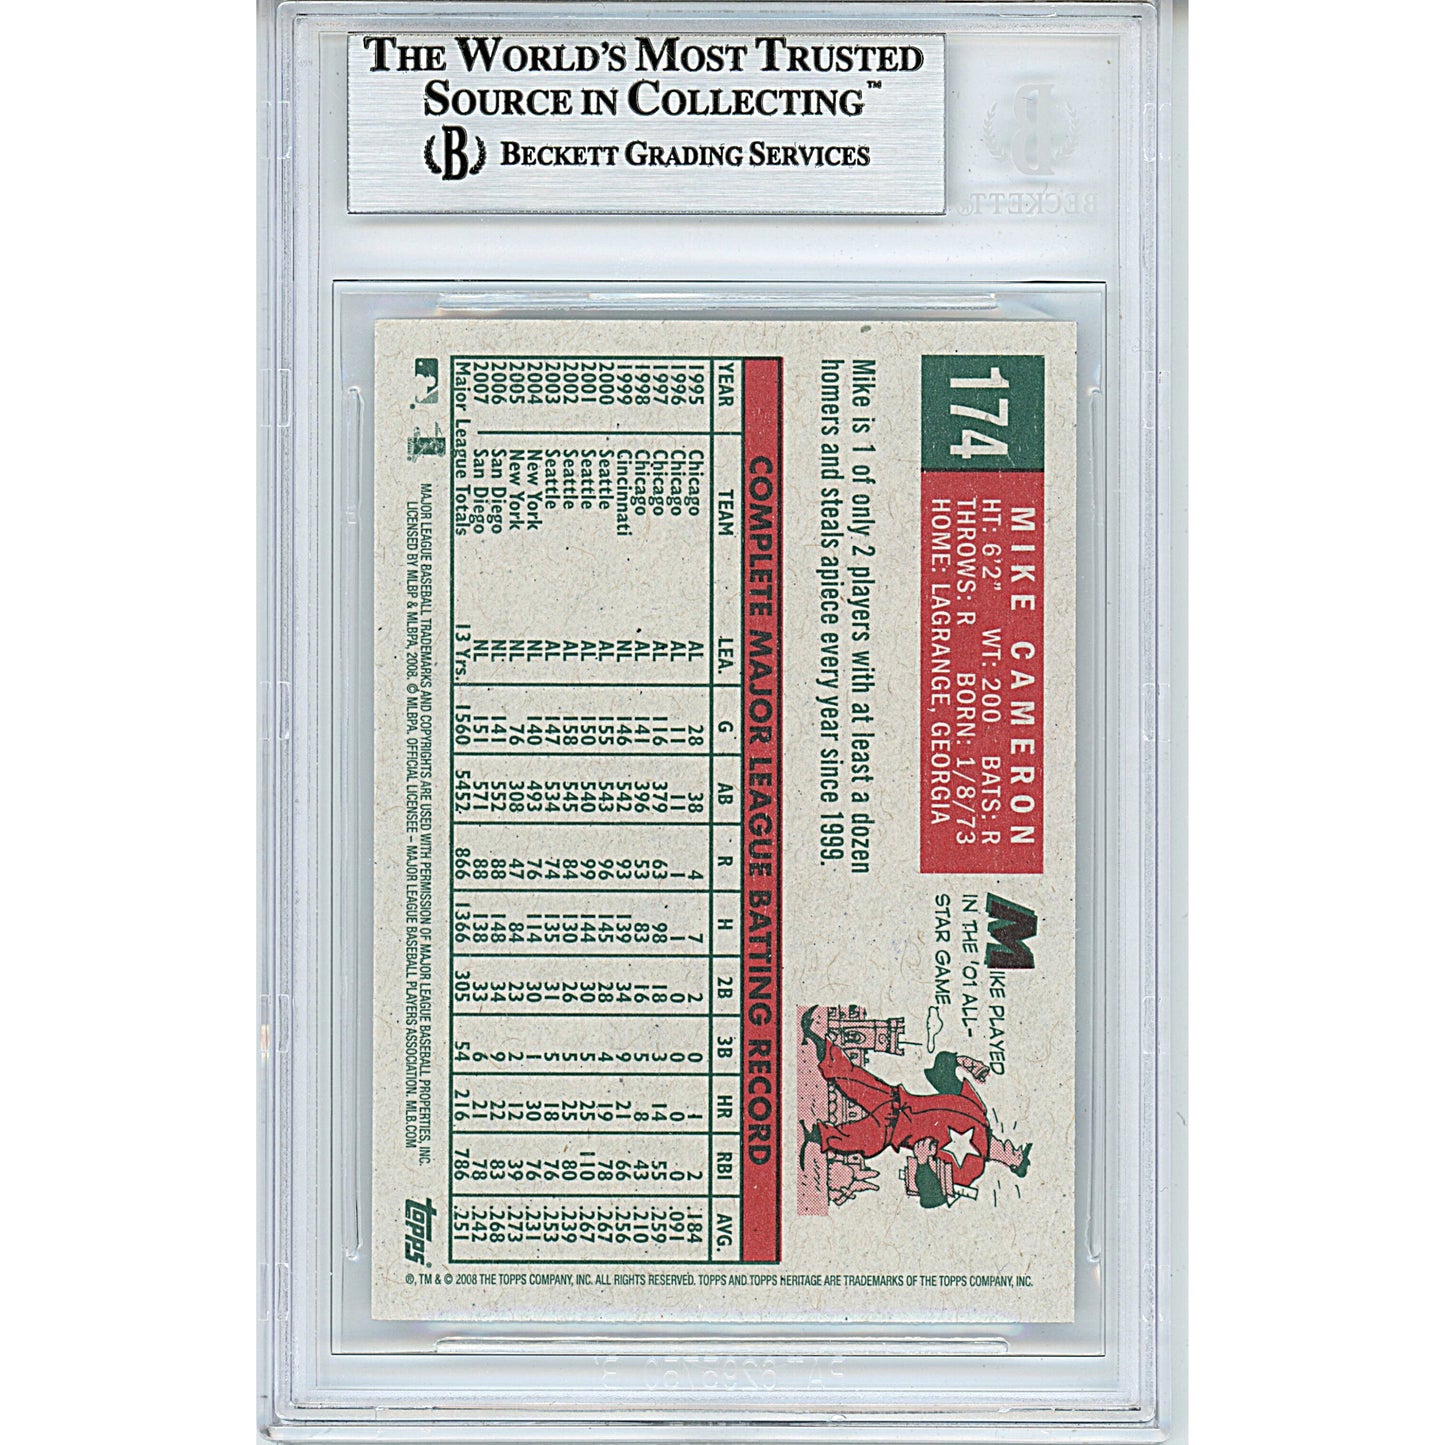 THE WORLD'S MOST TRUSTED
SOURCE IN COLLECTING™
B BECKETT GRADING SERVICES
B
BECKETT
174
MIKE CAMERON
HT: 6'2" WT: 200 BATS: R
THROWS: R BORN: 1/8/73
HOME: LAGRANGE, GEORGIA
MIKE PLAYED
IN THE '01 ALL-
STAR GAME
Mike is 1 of only 2 players with at least a dozen
homers and steals apiece every year since 1999.
COMPLETE MAJOR LEAGUE BATTING RECORD
YEAR TEAM LEA. G AB R H 2B 3B HR RBI AVG.
1995 Chicago AL 28 38 4 7 2 0 1 2 .184
1996 Chicago AL 11 11 1 1 0 0 0 0 .091
1997 Chicago AL 116 379 63 98 18 3 14 55 .259
1998 Chicago AL 141 396 53 83 16 5 8 43 .210
1999 Cincinnati NL 146 542 93 139 34 9 21 66 .256
2000 Seattle AL 155 543 96 145 28 4 19 78 .267
2001 Seattle AL 150 540 99 144 30 5 25 110 .267
2002 Seattle AL 158 545 84 130 26 5 25 80 .239
2003 Seattle AL 147 534 74 135 31 5 18 76 .253
2004 New York NL 140 493 76 114 30 1 30 76 .231
2005 New York NL 76 308 47 84 23 2 12 39 .273
2006 San Diego NL 141 552 88 148 34 9 22 83 .268
2007 San Diego NL 151 571 88 138 33 6 21 78 .242
Major League Totals 13 Yrs. 1560 5452 866 1366 305 54 216 786 .251
MAJOR LEAGUE BASEBALL TRADEMARKS AND COPYRIGHTS ARE USED WITH PERMISSION OF MAJOR LEAGUE BASEBALL PROPERTIES, INC.
LICENSED BY MLBP & MLBPA, 2008. © MLBPA. OFFICIAL LICENSEE – MAJOR LEAGUE BASEBALL PLAYERS ASSOCIATION. MLB.COM
topps
®, TM & © 2008 THE TOPPS COMPANY, INC. ALL RIGHTS RESERVED. TOPPS AND TOPPS HERITAGE ARE TRADEMARKS OF THE TOPPS COMPANY, INC.